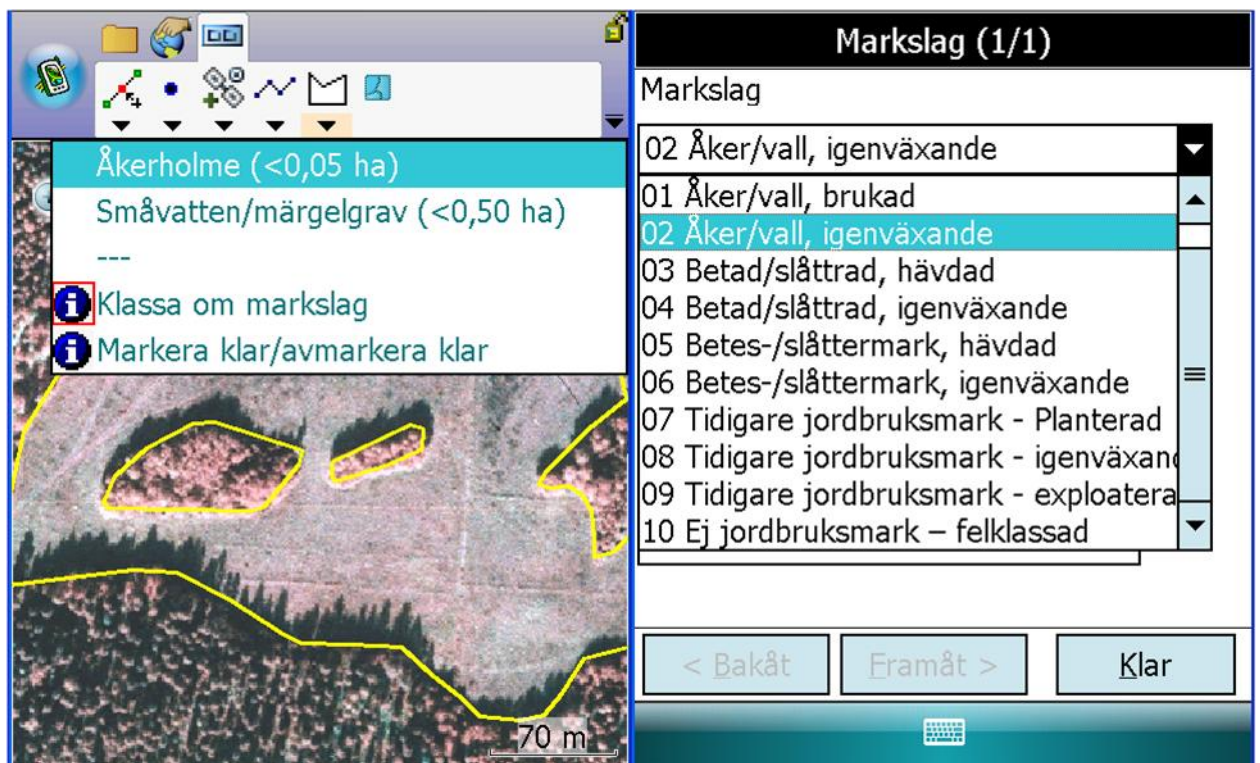 Åkerholme (<0,05 ha)
Småvatten/märgelgrav (<0,50 ha)
---
Klassa om markslag
Markera klar/avmarkera klar
70 m
Markslag (1/1)
Markslag
02 Åker/vall, igenväxande
01 Åker/vall, brukad
02 Åker/vall, igenväxande
03 Betad/slåttrad, hävdad
04 Betad/slåttrad, igenväxande
05 Betes-/slåttermark, hävdad
06 Betes-/slåttermark, igenväxande
07 Tidigare jordbruksmark - Planterad
08 Tidigare jordbruksmark - igenväxand
09 Tidigare jordbruksmark - exploatera
10 Ej jordbruksmark – felklassad
< Bakåt Framåt > Klar